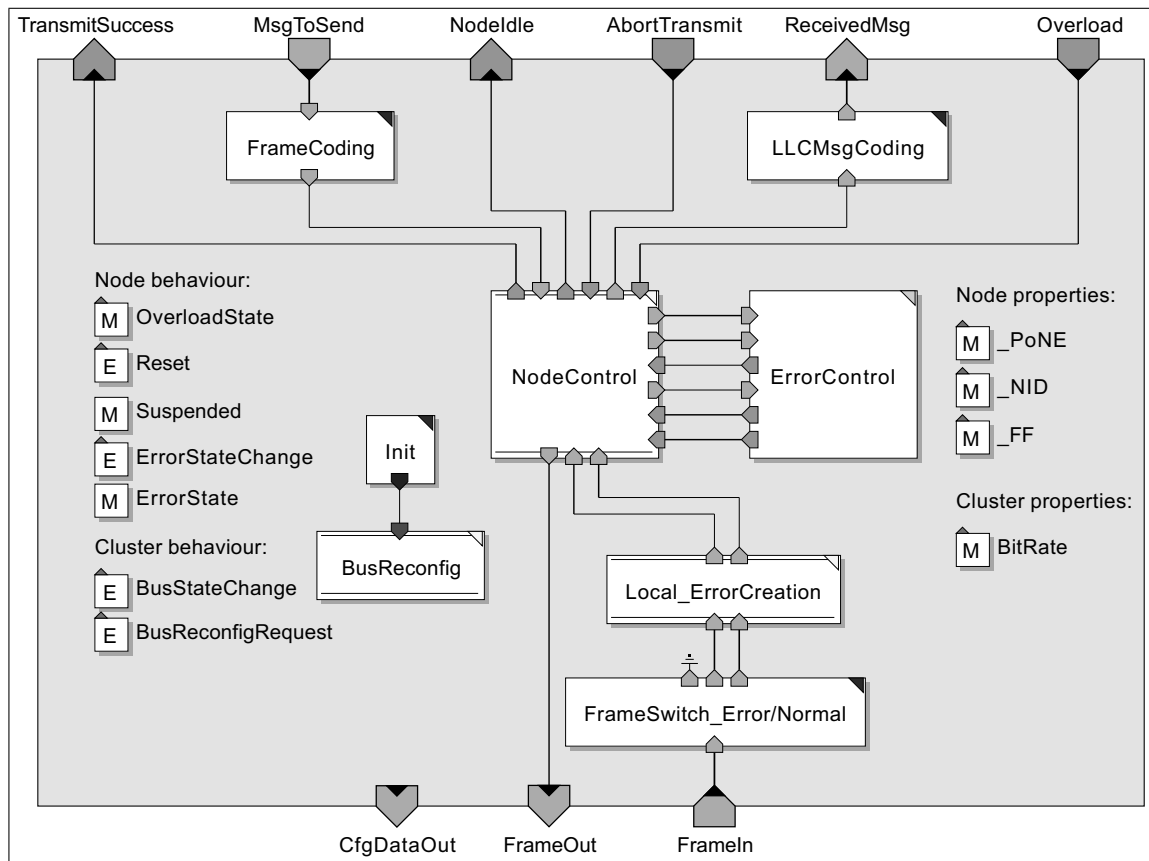 TransmitSuccess
MsgToSend
NodeIdle
AbortTransmit
ReceivedMsg
Overload
FrameCoding
LLCMsgCoding
Node behaviour:
M OverloadState
E Reset
M Suspended
E ErrorStateChange
M ErrorState
Cluster behaviour:
E BusStateChange
E BusReconfigRequest
Init
BusReconfig
NodeControl
ErrorControl
Node properties:
M _PoNE
M _NID
M _FF
Cluster properties:
M BitRate
Local_ErrorCreation
FrameSwitch_Error/Normal
CfgDataOut
FrameOut
FrameIn